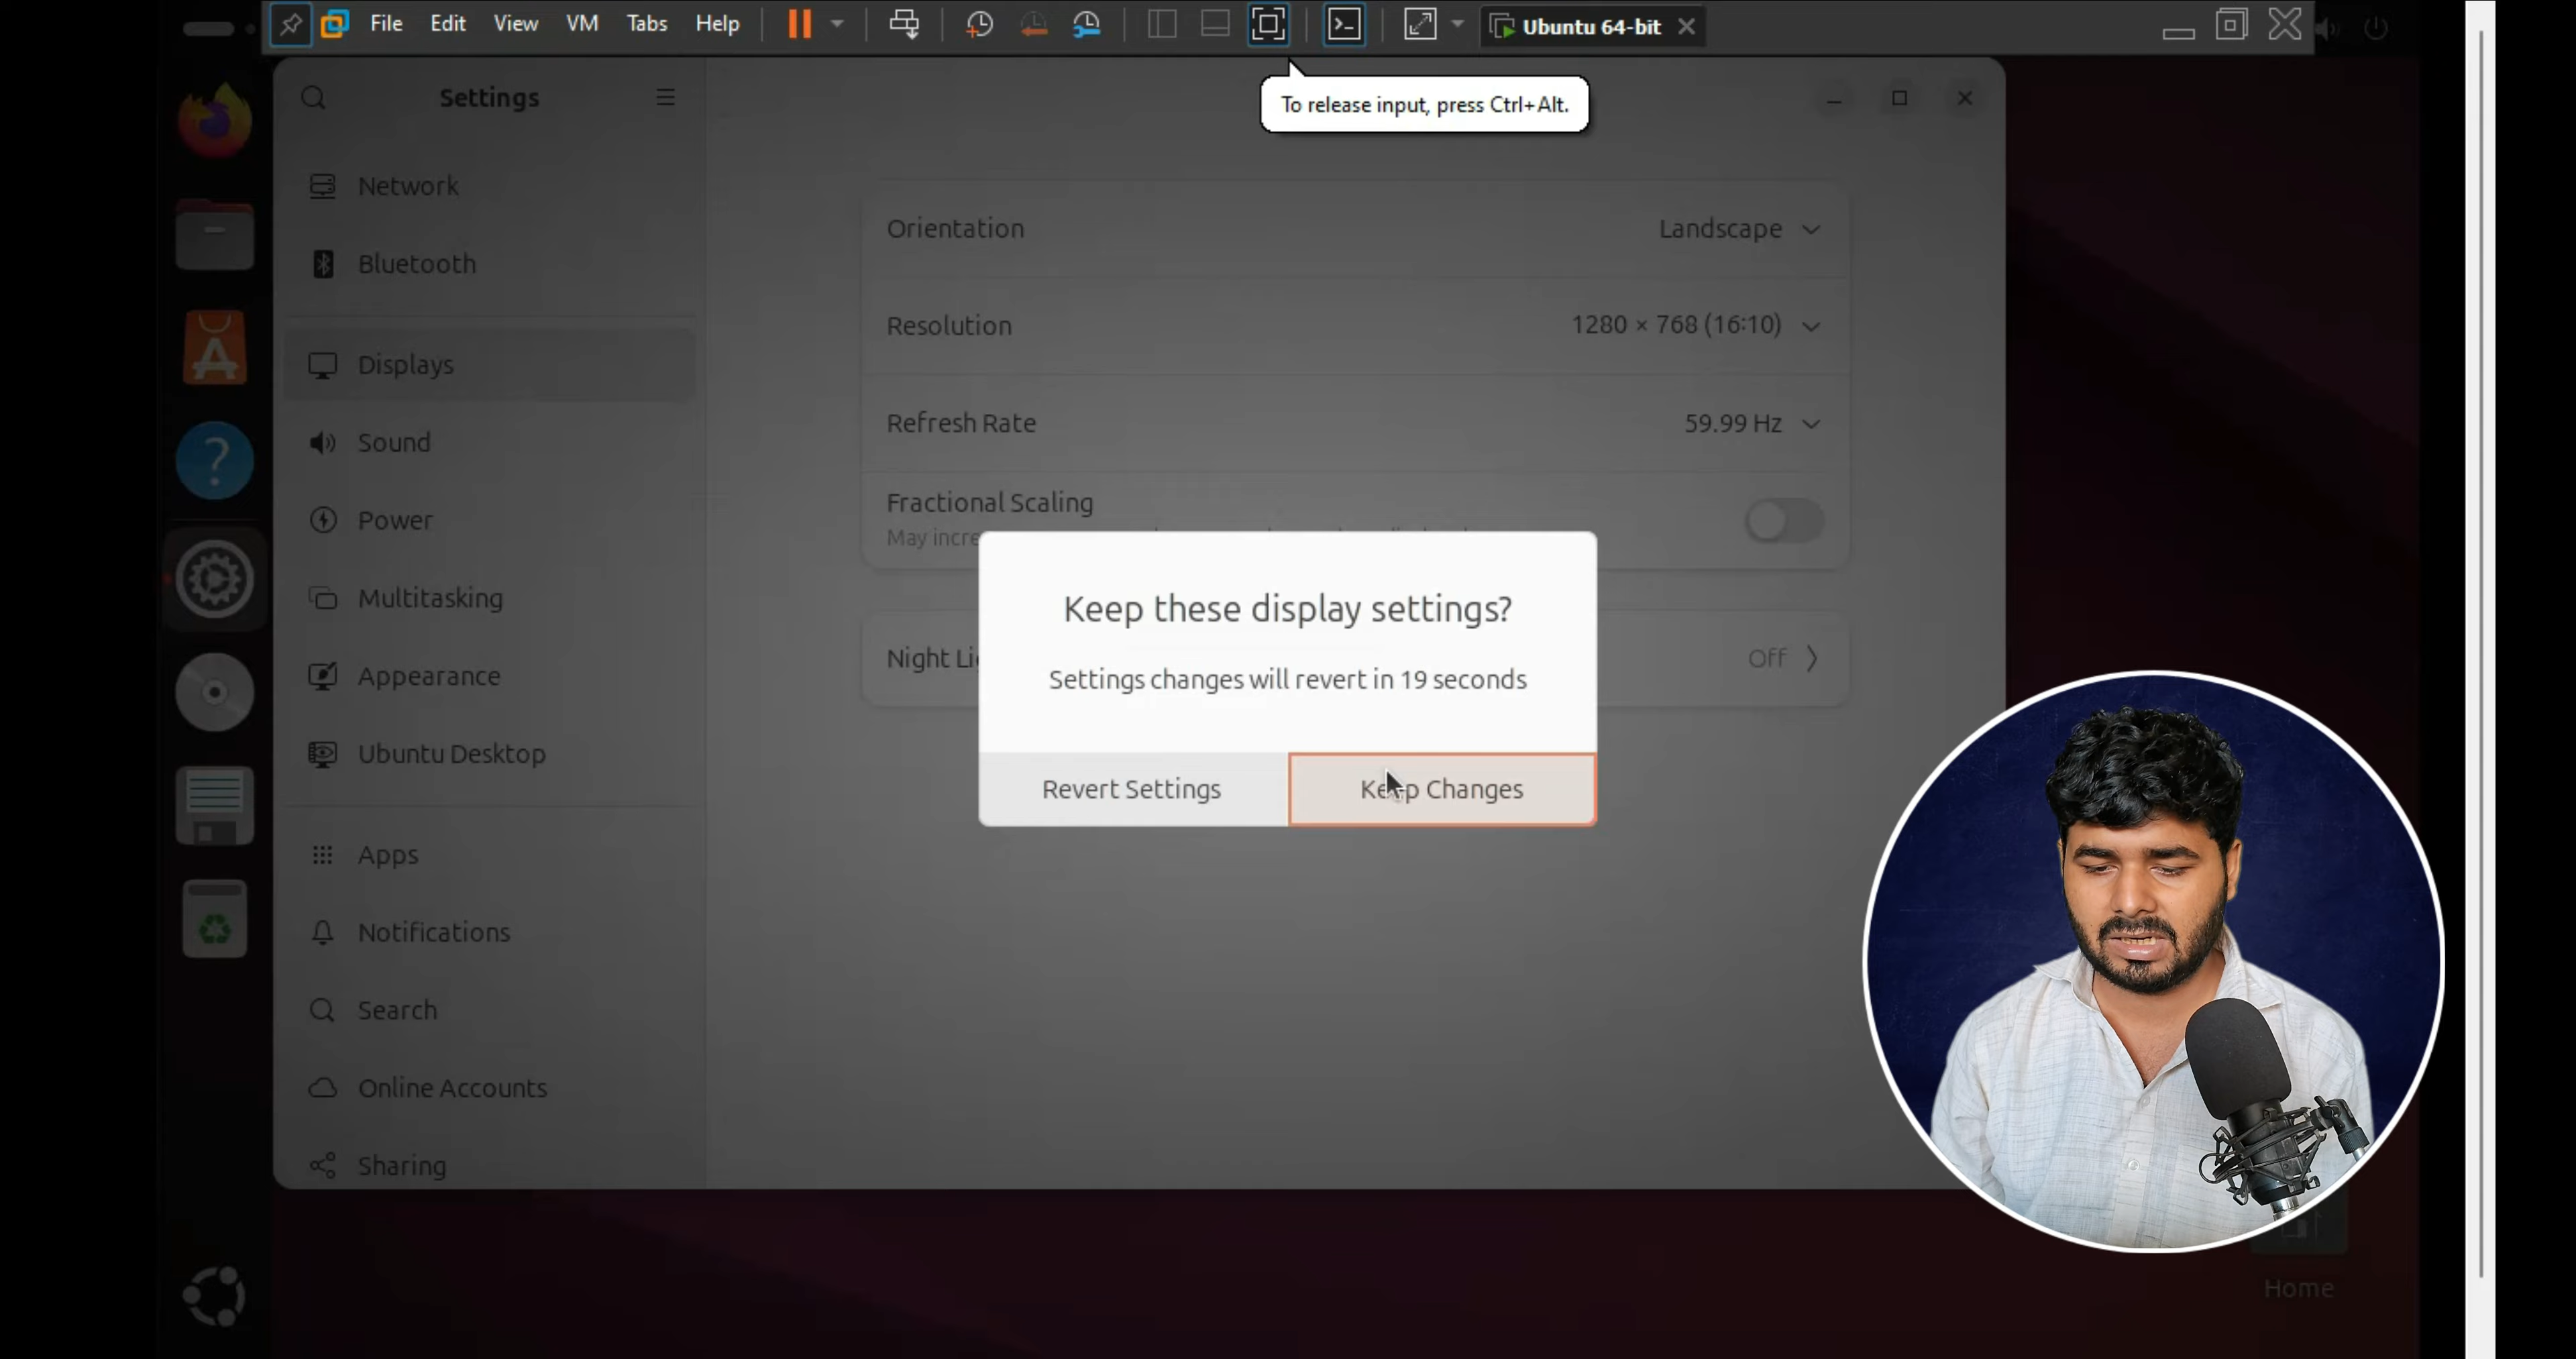 File Edit View VM Tabs Help
Ubuntu 64-bit
To release input, press Ctrl+Alt.
Settings
Network
Bluetooth
Displays
Sound
Power
Multitasking
Appearance
Ubuntu Desktop
Apps
Notifications
Search
Online Accounts
Sharing
Orientation Landscape
Resolution 1280 × 768 (16:10)
Refresh Rate 59.99 Hz
Fractional Scaling
May
Night Off
Keep these display settings?
Settings changes will revert in 19 seconds
Revert Settings Keep Changes
Home